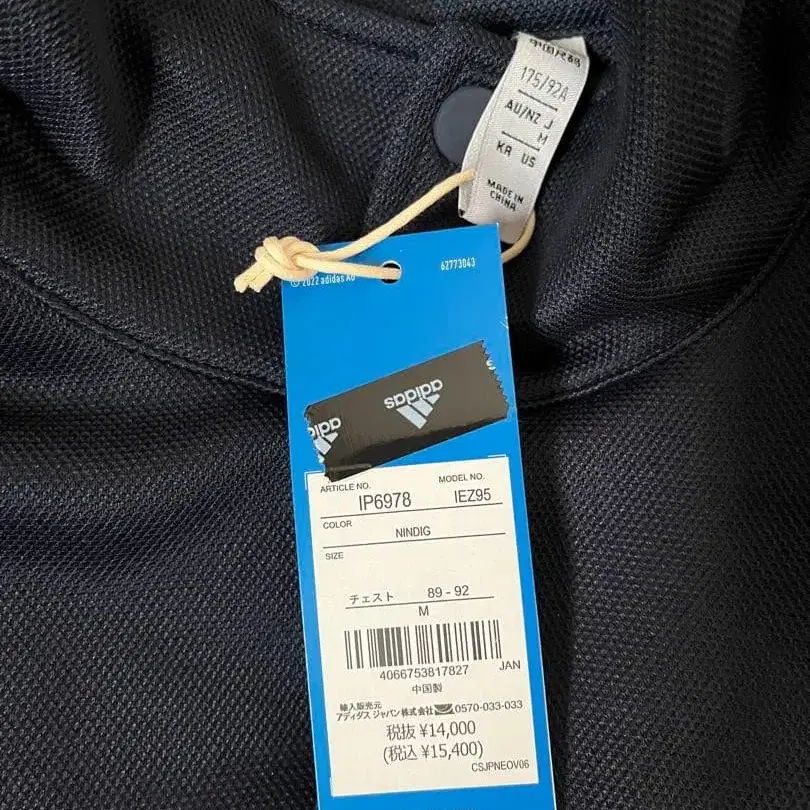 中国尺码
175/92A
AU/NZ J
M
KR US
MADE IN
CHINA
© 2022 adidas AG
62773043
adidas
adidas
ARTICLE NO. MODEL NO.
IP6978 IEZ95
COLOR
NINDIG
SIZE
チェスト 89 - 92
M
4066753817827 JAN
中国製
輸入販売元
アディダス ジャパン株式会社 0570-033-033
税抜 ¥14,000
(税込 ¥15,400)
CSJPNEOV06